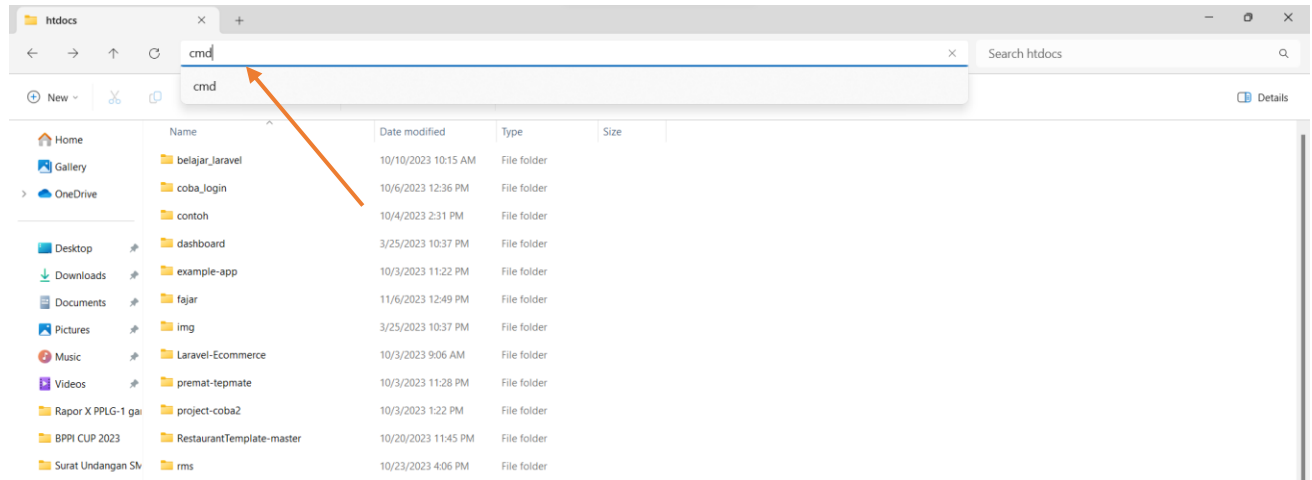 htdocs
cmd
Search htdocs
cmd
New
Details
Name Date modified Type Size
Home
Gallery
OneDrive
Desktop
Downloads
Documents
Pictures
Music
Videos
Rapor X PPLG-1 gai
BPPI CUP 2023
Surat Undangan SM
belajar_laravel 10/10/2023 10:15 AM File folder
coba_login 10/6/2023 12:36 PM File folder
contoh 10/4/2023 2:31 PM File folder
dashboard 3/25/2023 10:37 PM File folder
example-app 10/3/2023 11:22 PM File folder
fajar 11/6/2023 12:49 PM File folder
img 3/25/2023 10:37 PM File folder
Laravel-Ecommerce 10/3/2023 9:06 AM File folder
premat-tepmate 10/3/2023 11:28 PM File folder
project-coba2 10/3/2023 1:22 PM File folder
RestaurantTemplate-master 10/20/2023 11:45 PM File folder
rms 10/23/2023 4:06 PM File folder